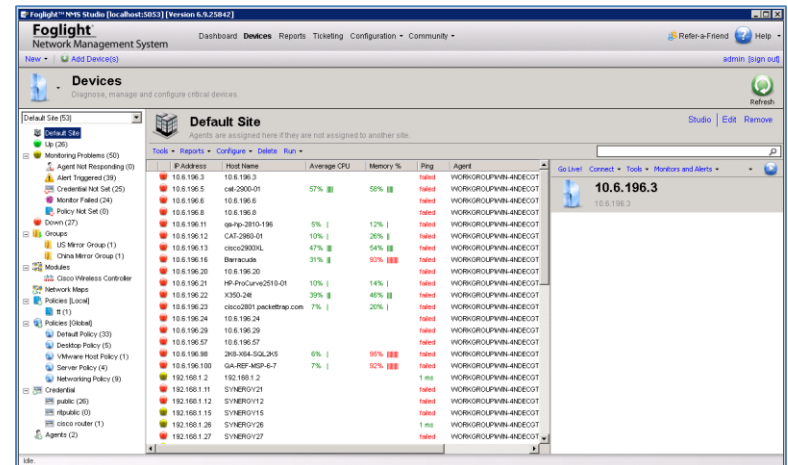 Foglight™ NMS Studio [localhost:5053] [Version 6.9.25842]
Foglight
Network Management System
Dashboard Devices Reports Ticketing Configuration Community
Refer-a-Friend Help
New Add Device(s)
admin [sign out]
Devices
Diagnose, manage and configure critical devices.
Refresh
Default Site (53)
Default Site
Up (26)
Monitoring Problems (50)
Agent Not Responding (0)
Alert Triggered (39)
Credential Not Set (25)
Monitor Failed (24)
Policy Not Set (0)
Down (27)
Groups
US Mirror Group (1)
China Mirror Group (1)
Modules
Cisco Wireless Controller
Network Maps
Policies [Local]
tt (1)
Policies [Global]
Default Policy (33)
Desktop Policy (5)
VMware Host Policy (1)
Server Policy (4)
Networking Policy (9)
Credential
public (26)
ritpublic (0)
cisco router (1)
Agents (2)
Default Site
Agents are assigned here if they are not assigned to another site.
Studio | Edit Remove
Tools Reports Configure Delete Run
IP Address Host Name Average CPU Memory % Ping Agent
10.6.196.3 10.6.196.3 failed WORKGROUP\WIN-4NDECGT
10.6.196.5 cat-2900-01 57% 58% failed WORKGROUP\WIN-4NDECGT
10.6.196.6 10.6.196.6 failed WORKGROUP\WIN-4NDECGT
10.6.196.8 10.6.196.8 failed WORKGROUP\WIN-4NDECGT
10.6.196.11 qa-hp-2810-196 5% 12% failed WORKGROUP\WIN-4NDECGT
10.6.196.12 CAT-2960-01 10% 26% failed WORKGROUP\WIN-4NDECGT
10.6.196.13 cisco2900XL 47% 54% failed WORKGROUP\WIN-4NDECGT
10.6.196.16 Barracuda 31% 93% failed WORKGROUP\WIN-4NDECGT
10.6.196.20 10.6.196.20 failed WORKGROUP\WIN-4NDECGT
10.6.196.21 HP-ProCurve2510-01 10% 14% failed WORKGROUP\WIN-4NDECGT
10.6.196.22 X350-24t 39% 46% failed WORKGROUP\WIN-4NDECGT
10.6.196.23 cisco2801.packettrap.com 7% 20% failed WORKGROUP\WIN-4NDECGT
10.6.196.24 10.6.196.24 failed WORKGROUP\WIN-4NDECGT
10.6.196.29 10.6.196.29 failed WORKGROUP\WIN-4NDECGT
10.6.196.57 10.6.196.57 failed WORKGROUP\WIN-4NDECGT
10.6.196.98 2K8-X64-SQL2K5 6% 95% failed WORKGROUP\WIN-4NDECGT
10.6.196.100 QA-REF-MSP-6-7 7% 92% failed WORKGROUP\WIN-4NDECGT
192.168.1.2 192.168.1.2 1 ms WORKGROUP\WIN-4NDECGT
192.168.1.11 SYNERGY21 failed WORKGROUP\WIN-4NDECGT
192.168.1.12 SYNERGY12 failed WORKGROUP\WIN-4NDECGT
192.168.1.15 SYNERGY15 failed WORKGROUP\WIN-4NDECGT
192.168.1.26 SYNERGY26 1 ms WORKGROUP\WIN-4NDECGT
192.168.1.27 SYNERGY27 failed WORKGROUP\WIN-4NDECGT
Go Live! Connect Tools Monitors and Alerts
10.6.196.3
10.6.196.3
Idle.